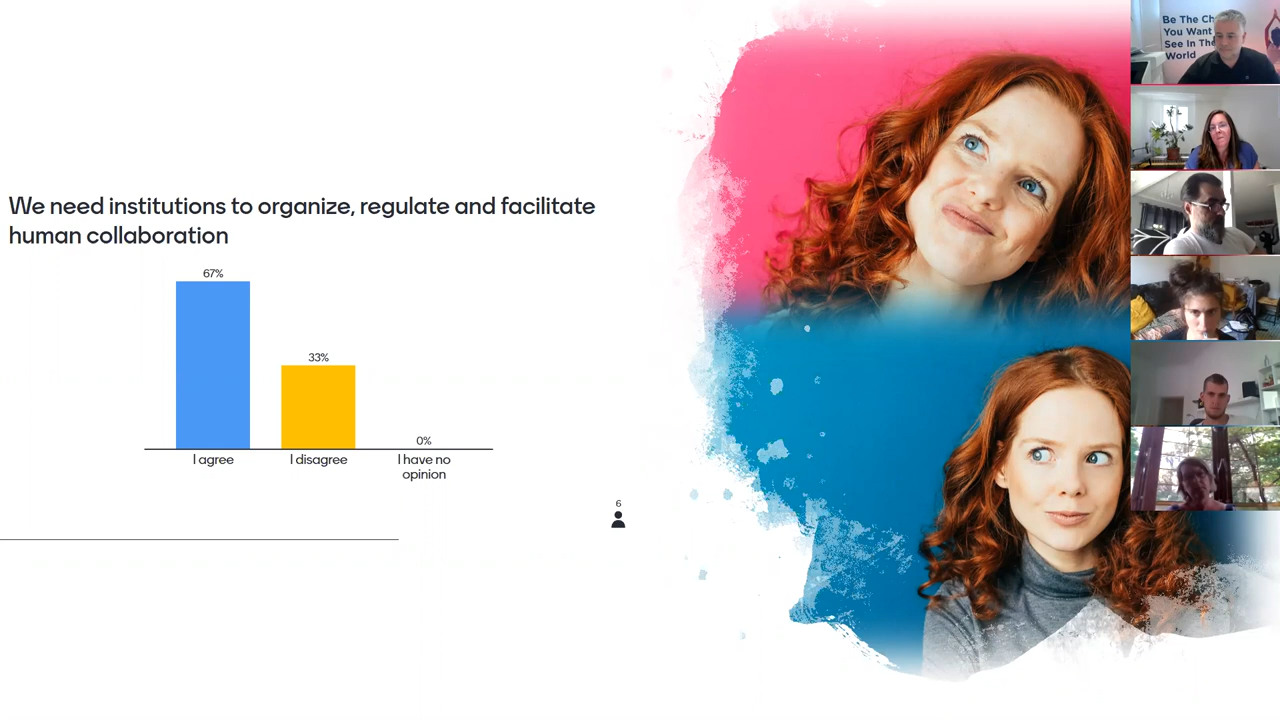 We need institutions to organize, regulate and facilitate
human collaboration
67%
33%
0%
I agree
I disagree
I have no
opinion
6
Be The Ch
You Want
See In The
World